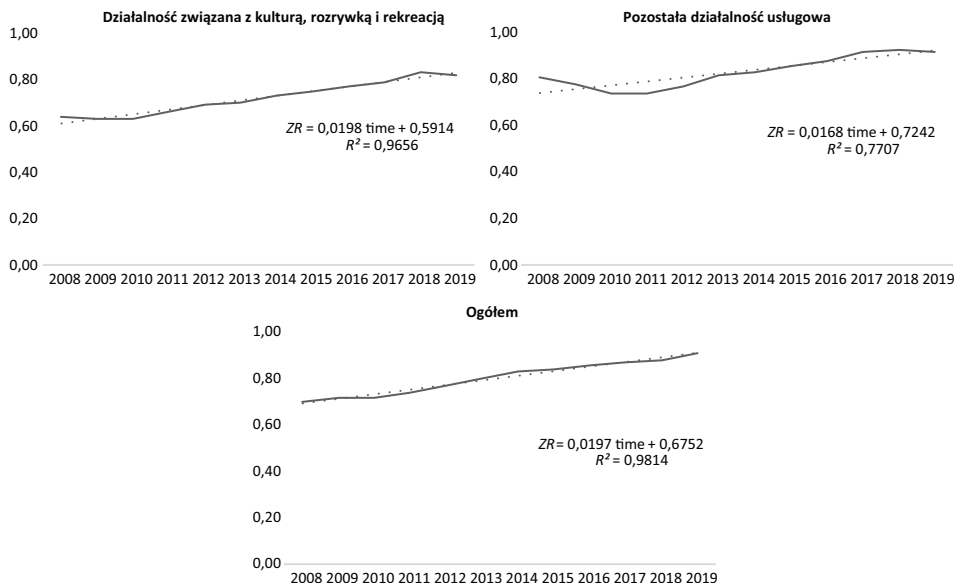 Działalność związana z kulturą, rozrywką i rekreacją
1,00
0,80
0,60
0,40
0,20
0,00
ZR = 0,0198 time + 0,5914
R² = 0,9656
2008 2009 2010 2011 2012 2013 2014 2015 2016 2017 2018 2019
Pozostała działalność usługowa
1,00
0,80
0,60
0,40
0,20
0,00
ZR = 0,0168 time + 0,7242
R² = 0,7707
2008 2009 2010 2011 2012 2013 2014 2015 2016 2017 2018 2019
Ogółem
1,00
0,80
0,60
0,40
0,20
0,00
ZR = 0,0197 time + 0,6752
R² = 0,9814
2008 2009 2010 2011 2012 2013 2014 2015 2016 2017 2018 2019